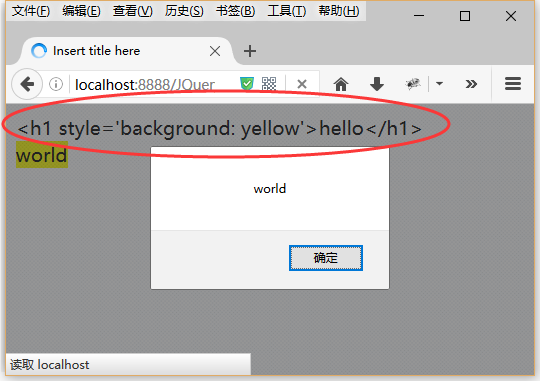 文件(F) 编辑(E) 查看(V) 历史(S) 书签(B) 工具(T) 帮助(H)
Insert title here
localhost:8888/JQuer
<h1 style='background: yellow'>hello</h1>
world
world
确定
读取 localhost